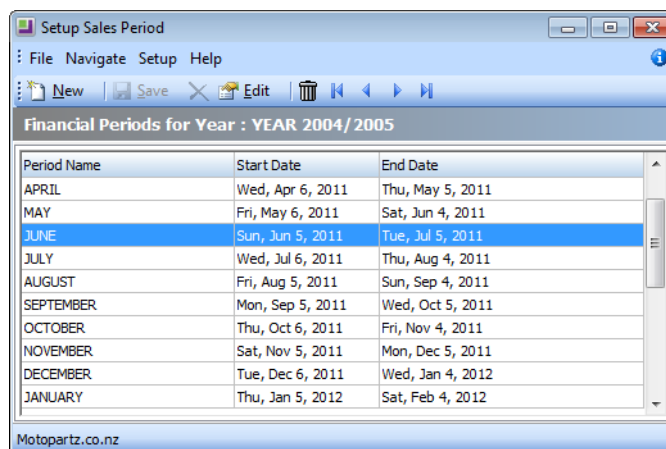 Setup Sales Period
File Navigate Setup Help
New Save Edit
Financial Periods for Year : YEAR 2004/2005
Period Name Start Date End Date
APRIL Wed, Apr 6, 2011 Thu, May 5, 2011
MAY Fri, May 6, 2011 Sat, Jun 4, 2011
JUNE Sun, Jun 5, 2011 Tue, Jul 5, 2011
JULY Wed, Jul 6, 2011 Thu, Aug 4, 2011
AUGUST Fri, Aug 5, 2011 Sun, Sep 4, 2011
SEPTEMBER Mon, Sep 5, 2011 Wed, Oct 5, 2011
OCTOBER Thu, Oct 6, 2011 Fri, Nov 4, 2011
NOVEMBER Sat, Nov 5, 2011 Mon, Dec 5, 2011
DECEMBER Tue, Dec 6, 2011 Wed, Jan 4, 2012
JANUARY Thu, Jan 5, 2012 Sat, Feb 4, 2012
Motopartz.co.nz